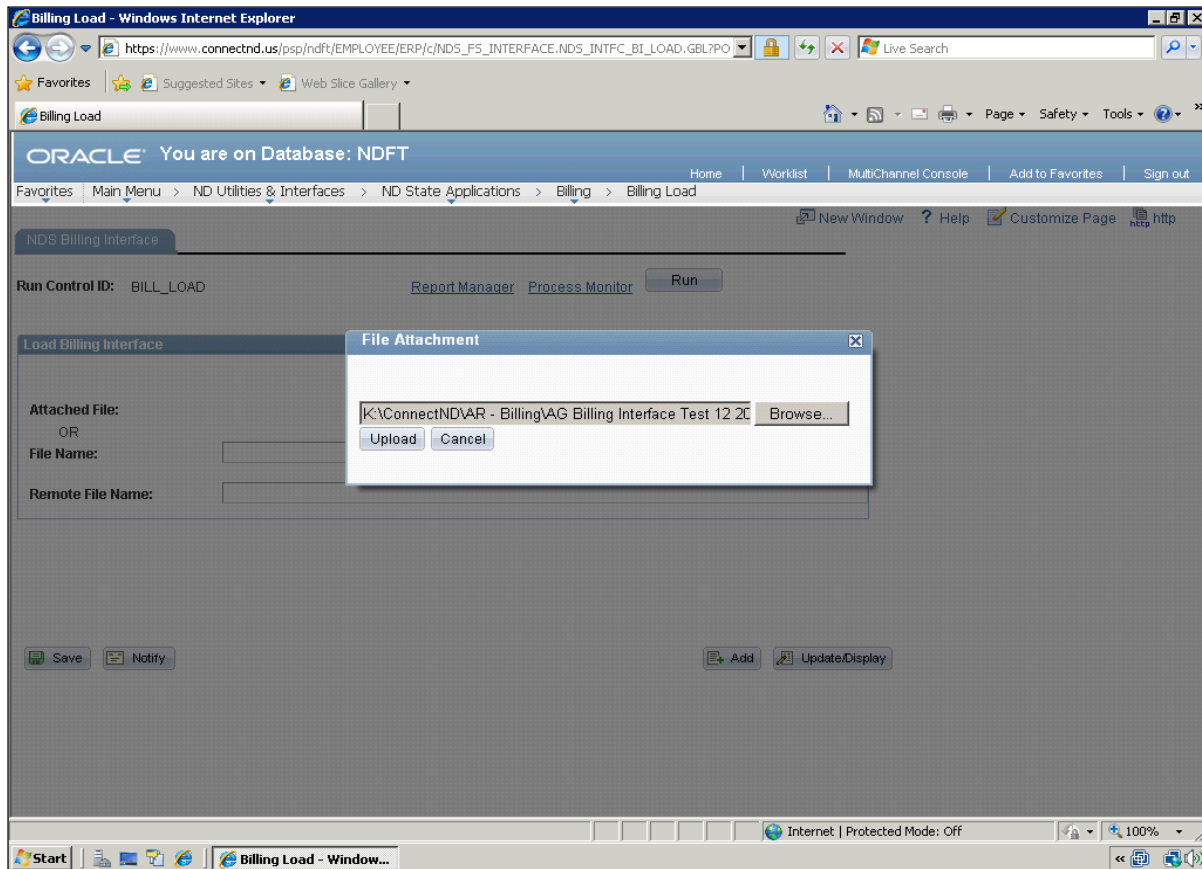 Billing Load - Windows Internet Explorer
https://www.connectnd.us/psp/ndft/EMPLOYEE/ERP/c/NDS_FS_INTERFACE.NDS_INTFC_BI_LOAD.GBL?PO
Live Search
Favorites Suggested Sites Web Slice Gallery
Billing Load
Page Safety Tools
ORACLE You are on Database: NDFT
Home | Worklist | MultiChannel Console | Add to Favorites | Sign out
Favorites Main Menu > ND Utilities & Interfaces > ND State Applications > Billing > Billing Load
New Window ? Help Customize Page http
NDS Billing Interface
Run Control ID: BILL_LOAD Report Manager Process Monitor Run
Load Billing Interface
File Attachment
K:\ConnectND\AR - Billing\AG Billing Interface Test 12 20 Browse...
Upload Cancel
Attached File:
OR
File Name:
Remote File Name:
Save Notify Add Update/Display
Internet | Protected Mode: Off 100%
Start Billing Load - Window...